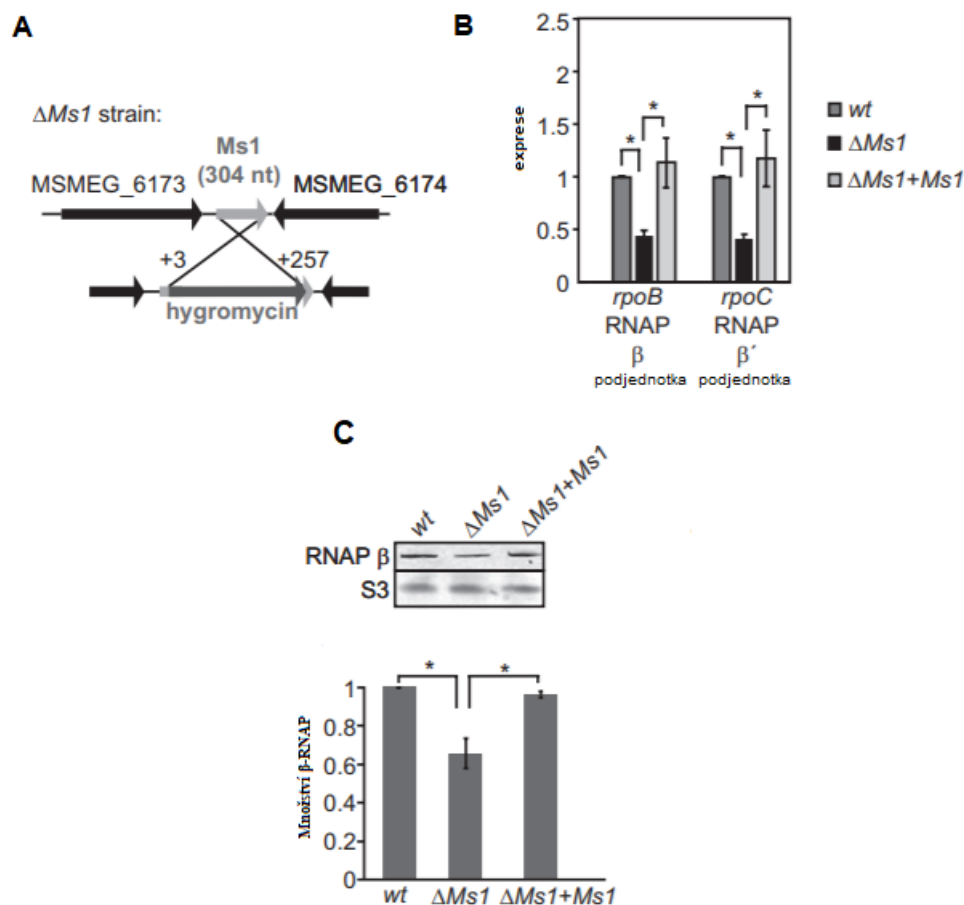 A
ΔMs1 strain:
Ms1
(304 nt)
MSMEG_6173
MSMEG_6174
+3
+257
hygromycin
B
exprese
2.5
2
1.5
1
0.5
0
*
*
*
*
wt
ΔMs1
ΔMs1+Ms1
rpoB
RNAP
β
podjednotka
rpoC
RNAP
β´
podjednotka
C
wt
ΔMs1
ΔMs1+Ms1
RNAP β
S3
Množství β-RNAP
1
0.8
0.6
0.4
0.2
0
*
*
wt
ΔMs1
ΔMs1+Ms1